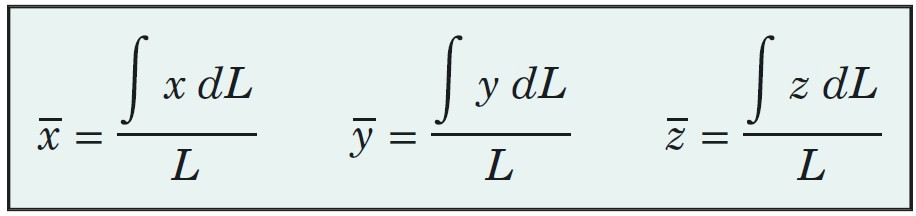 x̄ = ∫ x dL / L    ȳ = ∫ y dL / L    z̄ = ∫ z dL / L